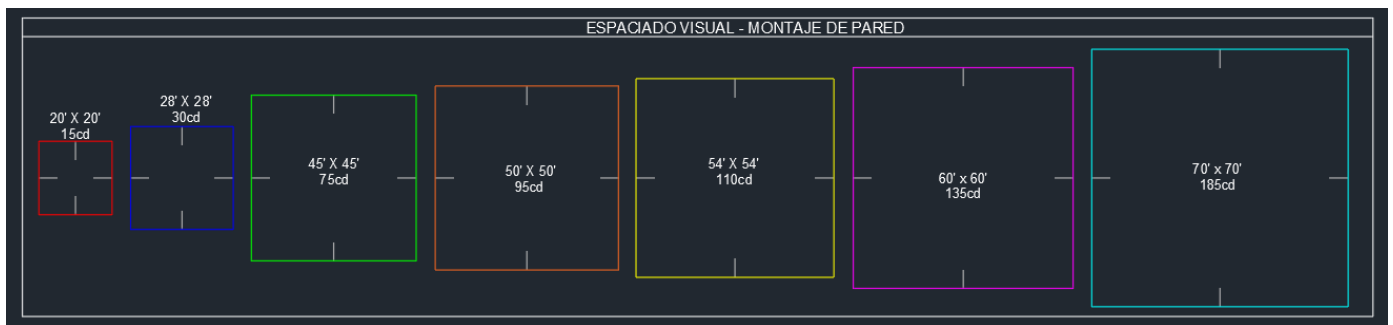 ESPACIADO VISUAL - MONTAJE DE PARED
20' X 20'
15cd
28' X 28'
30cd
45' X 45'
75cd
50' X 50'
95cd
54' X 54'
110cd
60' x 60'
135cd
70' x 70'
185cd